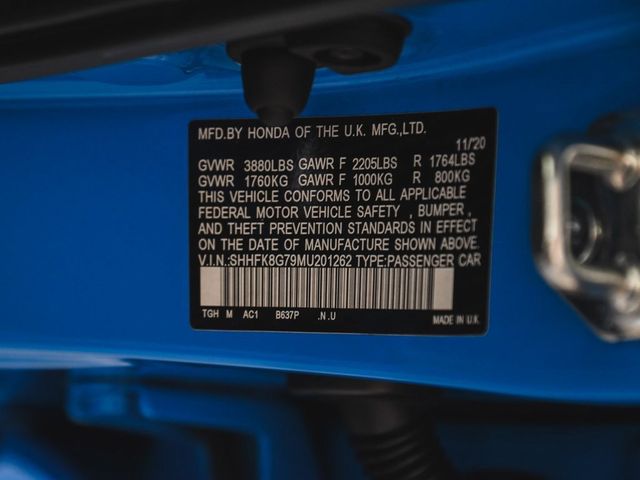 MFD.BY HONDA OF THE U.K. MFG.,LTD.
11/20
GVWR 3880LBS GAWR F 2205LBS R 1764LBS
GVWR 1760KG GAWR F 1000KG R 800KG
THIS VEHICLE CONFORMS TO ALL APPLICABLE
FEDERAL MOTOR VEHICLE SAFETY , BUMPER ,
AND THEFT PREVENTION STANDARDS IN EFFECT
ON THE DATE OF MANUFACTURE SHOWN ABOVE.
V.I.N.:SHHFK8G79MU201262 TYPE:PASSENGER CAR
TGH M AC1 B637P .N.U
MADE IN U.K.